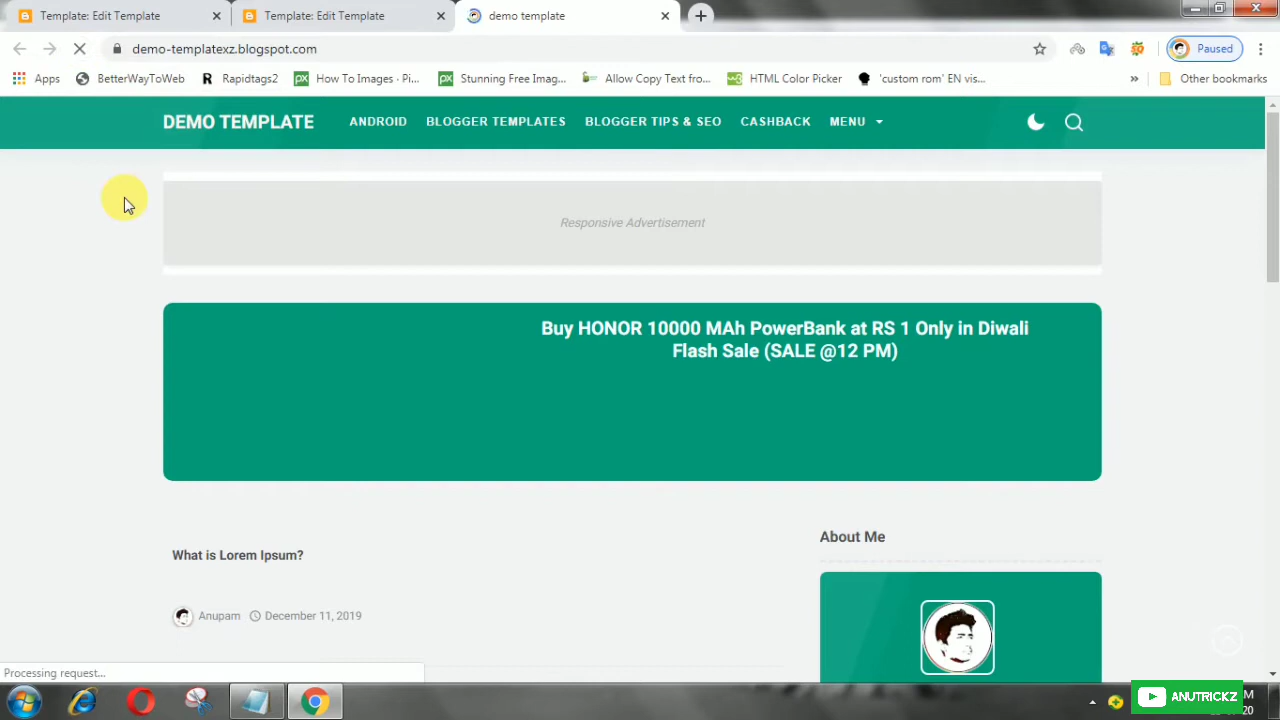 Template: Edit Template
Template: Edit Template
demo template
demo-templatexz.blogspot.com
Paused
Apps
BetterWayToWeb
Rapidtags2
How To Images - Pi...
Stunning Free Imag...
Allow Copy Text fro...
HTML Color Picker
'custom rom' EN vis...
»
Other bookmarks
DEMO TEMPLATE
ANDROID
BLOGGER TEMPLATES
BLOGGER TIPS & SEO
CASHBACK
MENU
Responsive Advertisement
Buy HONOR 10000 MAh PowerBank at RS 1 Only in Diwali
Flash Sale (SALE @12 PM)
What is Lorem Ipsum?
About Me
Anupam
December 11, 2019
Processing request...
ANUTRICKZ